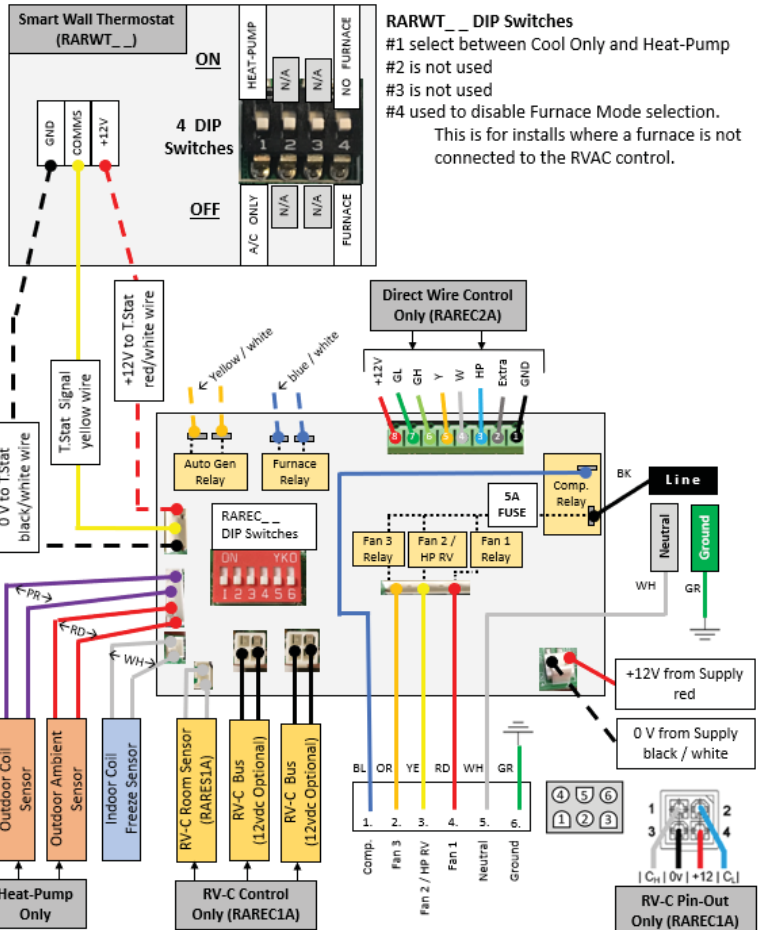 Smart Wall Thermostat
(RARWT_ _)
ON
HEAT-PUMP
N/A
N/A
NO FURNACE
4 DIP
Switches
1 2 3 4
OFF
A/C ONLY
N/A
N/A
FURNACE
GND
COMMS
+12V
RARWT_ _ DIP Switches
#1 select between Cool Only and Heat-Pump
#2 is not used
#3 is not used
#4 used to disable Furnace Mode selection.
This is for installs where a furnace is not
connected to the RVAC control.
0 V to T.Stat
black/white wire
T.Stat Signal
yellow wire
+12V to T.Stat
red/white wire
← Yellow / white
← blue / white
Direct Wire Control
Only (RAREC2A)
+12V
GL
GH
Y
W
HP
Extra
GND
8 7 6 5 4 3 2 1
Auto Gen
Relay
Furnace
Relay
RAREC_ _
DIP Switches
ON YKD
1 2 3 4 5 6
5A
FUSE
Comp.
Relay
Fan 3
Relay
Fan 2 /
HP RV
Fan 1
Relay
BK
Line
Neutral
Ground
WH
GR
←PR→
←RD→
← WH→
+12V from Supply
red
0 V from Supply
black / white
Outdoor Coil
Sensor
Outdoor Ambient
Sensor
Indoor Coil
Freeze Sensor
RV-C Room Sensor
(RARES1A)
RV-C Bus
(12vdc Optional)
RV-C Bus
(12vdc Optional)
Heat-Pump
Only
RV-C Control
Only (RAREC1A)
BL OR YE RD WH GR
1. 2. 3. 4. 5. 6.
Comp.
Fan 3
Fan 2 / HP RV
Fan 1
Neutral
Ground
4 5 6
1 2 3
1 2
3 4
| CH | 0v | +12 | CL |
RV-C Pin-Out
Only (RAREC1A)